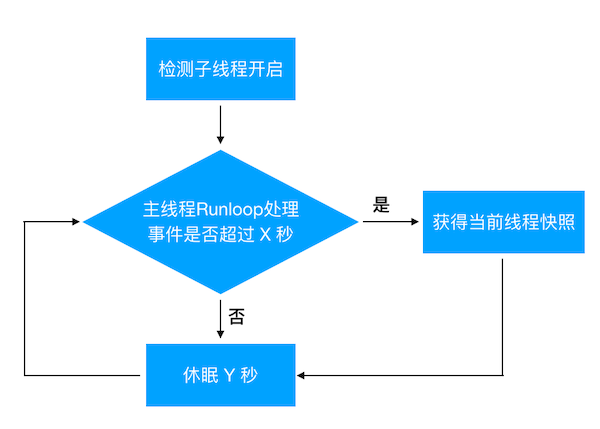 检测子线程开启
主线程Runloop处理
事件是否超过 X 秒
是
获得当前线程快照
否
休眠 Y 秒